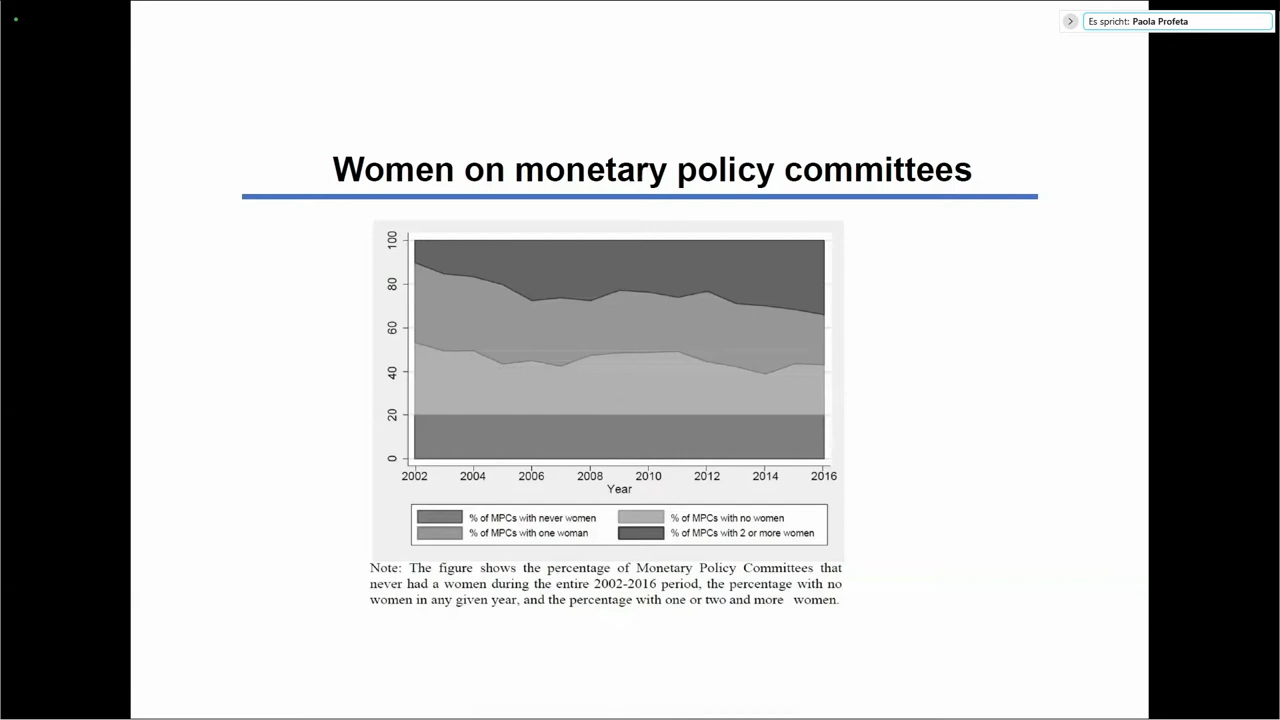 Es spricht: Paola Profeta
Women on monetary policy committees
100
80
60
40
20
0
2002 2004 2006 2008 2010 2012 2014 2016
Year
% of MPCs with never women % of MPCs with no women
% of MPCs with one woman % of MPCs with 2 or more women
Note: The figure shows the percentage of Monetary Policy Committees that
never had a women during the entire 2002-2016 period, the percentage with no
women in any given year, and the percentage with one or two and more women.